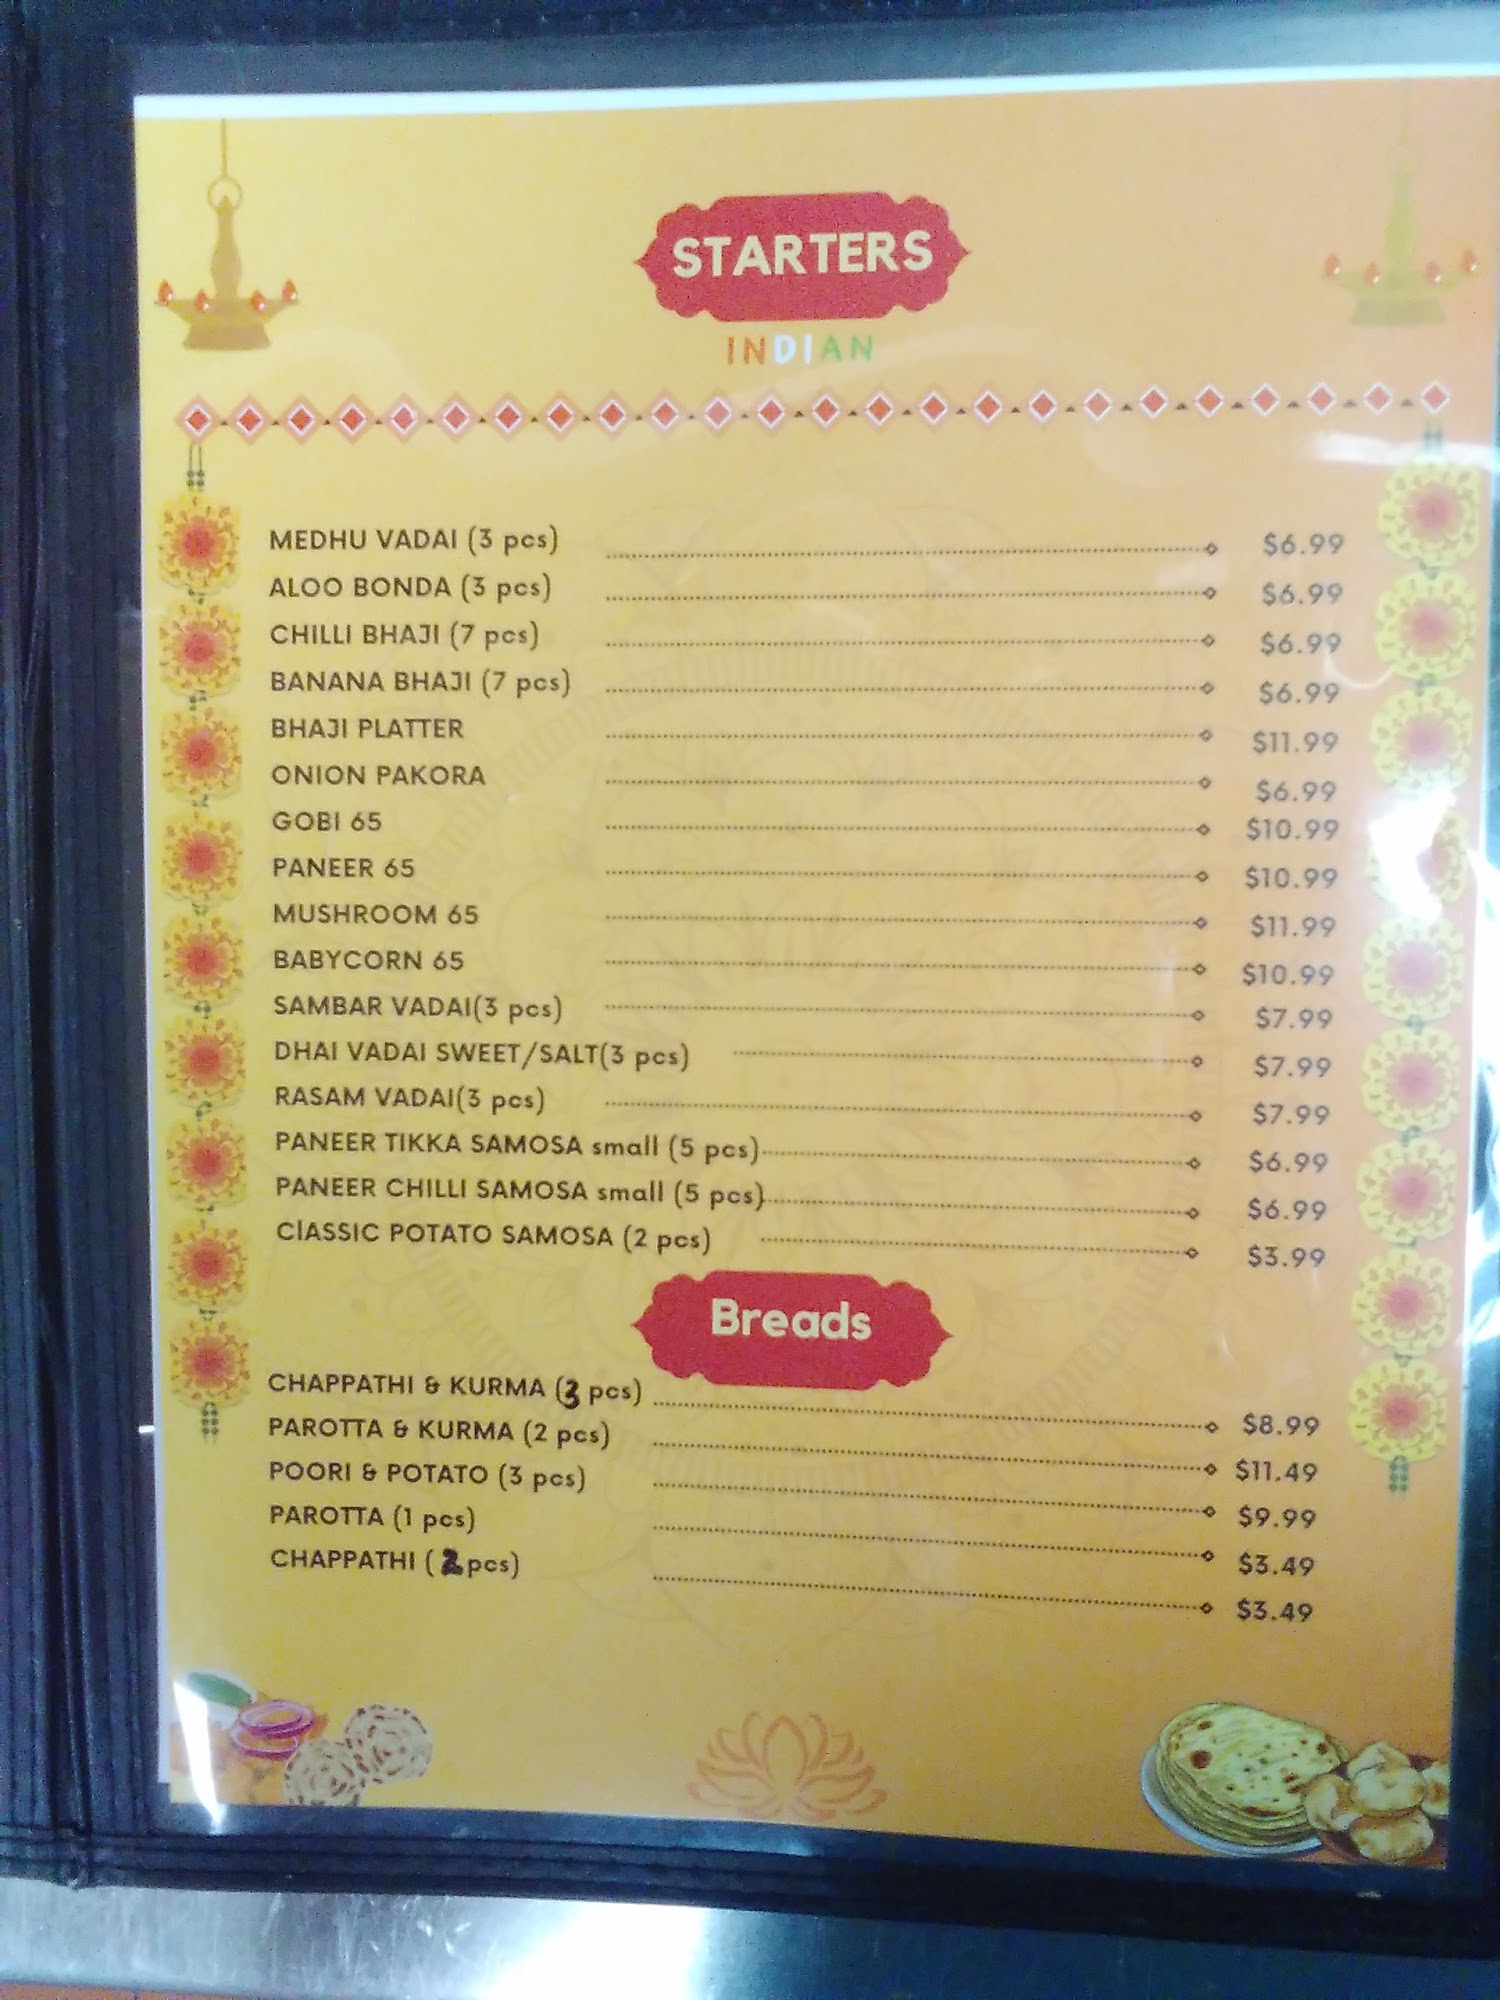 STARTERS
INDIAN
MEDHU VADAI (3 pcs) $6.99
ALOO BONDA (3 pcs) $6.99
CHILLI BHAJI (7 pcs) $6.99
BANANA BHAJI (7 pcs) $6.99
BHAJI PLATTER $11.99
ONION PAKORA $6.99
GOBI 65 $10.99
PANEER 65 $10.99
MUSHROOM 65 $11.99
BABYCORN 65 $10.99
SAMBAR VADAI(3 pcs) $7.99
DHAI VADAI SWEET/SALT(3 pcs) $7.99
RASAM VADAI(3 pcs) $7.99
PANEER TIKKA SAMOSA small (5 pcs) $6.99
PANEER CHILLI SAMOSA small (5 pcs) $6.99
ClASSIC POTATO SAMOSA (2 pcs) $3.99
Breads
CHAPPATHI & KURMA (3 pcs) $8.99
PAROTTA & KURMA (2 pcs) $11.49
POORI & POTATO (3 pcs) $9.99
PAROTTA (1 pcs) $3.49
CHAPPATHI (2 pcs) $3.49